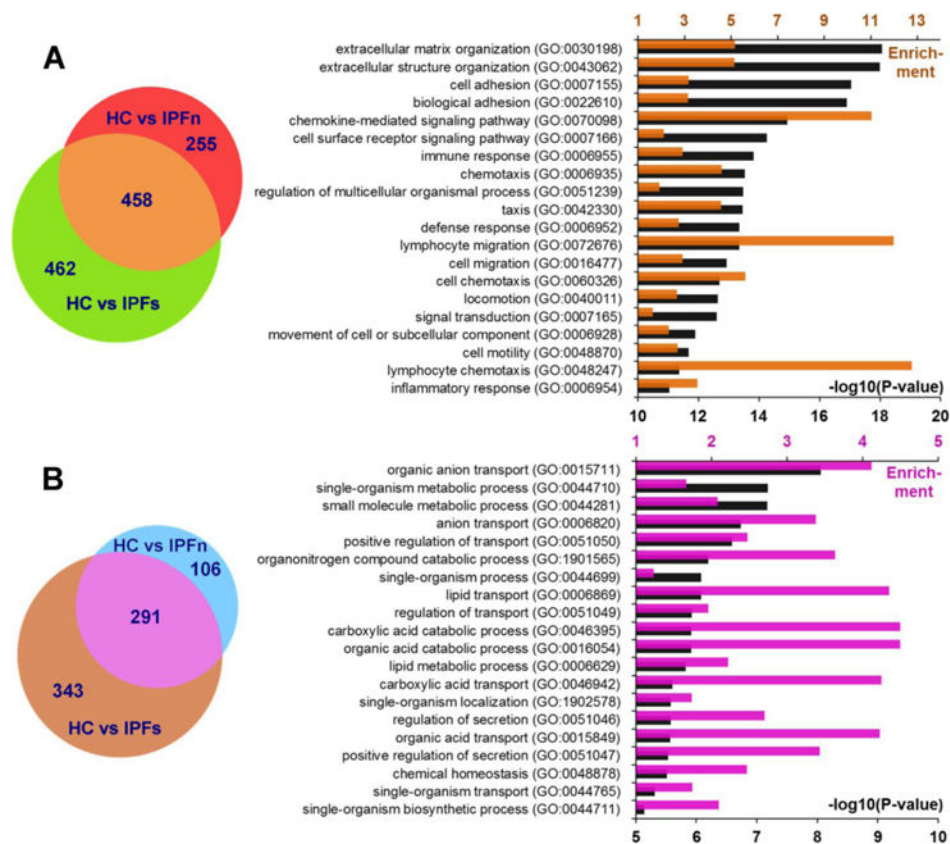 A
HC vs IPFn
255
458
462
HC vs IPFs
1 3 5 7 9 11 13
Enrich-
ment
extracellular matrix organization (GO:0030198)
extracellular structure organization (GO:0043062)
cell adhesion (GO:0007155)
biological adhesion (GO:0022610)
chemokine-mediated signaling pathway (GO:0070098)
cell surface receptor signaling pathway (GO:0007166)
immune response (GO:0006955)
chemotaxis (GO:0006935)
regulation of multicellular organismal process (GO:0051239)
taxis (GO:0042330)
defense response (GO:0006952)
lymphocyte migration (GO:0072676)
cell migration (GO:0016477)
cell chemotaxis (GO:0060326)
locomotion (GO:0040011)
signal transduction (GO:0007165)
movement of cell or subcellular component (GO:0006928)
cell motility (GO:0048870)
lymphocyte chemotaxis (GO:0048247)
inflammatory response (GO:0006954)
-log10(P-value)
10 12 14 16 18 20
B
HC vs IPFn
106
291
343
HC vs IPFs
1 2 3 4 5
Enrich-
ment
organic anion transport (GO:0015711)
single-organism metabolic process (GO:0044710)
small molecule metabolic process (GO:0044281)
anion transport (GO:0006820)
positive regulation of transport (GO:0051050)
organonitrogen compound catabolic process (GO:1901565)
single-organism process (GO:0044699)
lipid transport (GO:0006869)
regulation of transport (GO:0051049)
carboxylic acid catabolic process (GO:0046395)
organic acid catabolic process (GO:0016054)
lipid metabolic process (GO:0006629)
carboxylic acid transport (GO:0046942)
single-organism localization (GO:1902578)
regulation of secretion (GO:0051046)
organic acid transport (GO:0015849)
positive regulation of secretion (GO:0051047)
chemical homeostasis (GO:0048878)
single-organism transport (GO:0044765)
single-organism biosynthetic process (GO:0044711)
-log10(P-value)
5 6 7 8 9 10